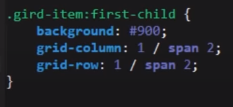 .gird-item:first-child {
    background: #900;
    grid-column: 1 / span 2;
    grid-row: 1 / span 2;
}